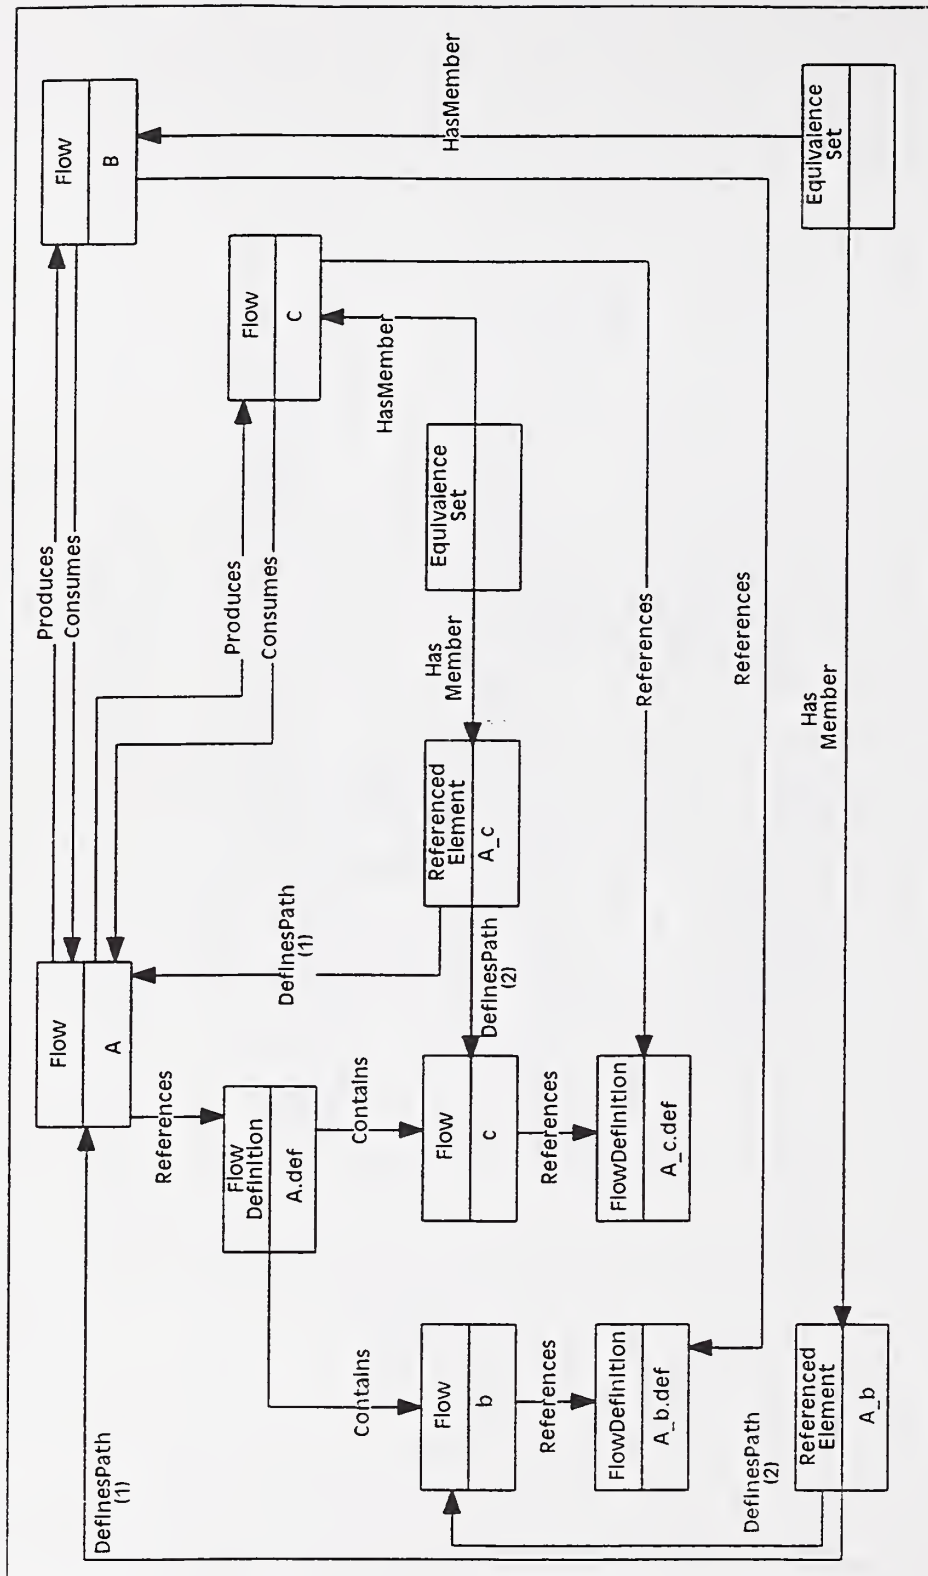 DefinesPath
(1)
Flow
A
Produces
Consumes
Flow
B
References
Flow
Definition
A.def
Produces
Consumes
Flow
C
Contains
Contains
DefinesPath
(1)
HasMember
HasMember
Flow
b
Flow
c
DefinesPath
(2)
Referenced
Element
A_c
Has
Member
Equivalence
Set
References
References
FlowDefinition
A_b.def
FlowDefinition
A_c.def
References
References
DefinesPath
(2)
Referenced
Element
A_b
Has
Member
Equivalence
Set